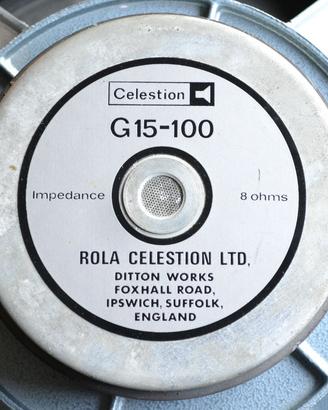 Celestion
G15-100
Impedance 8 ohms
ROLA CELESTION LTD,
DITTON WORKS
FOXHALL ROAD,
IPSWICH, SUFFOLK,
ENGLAND